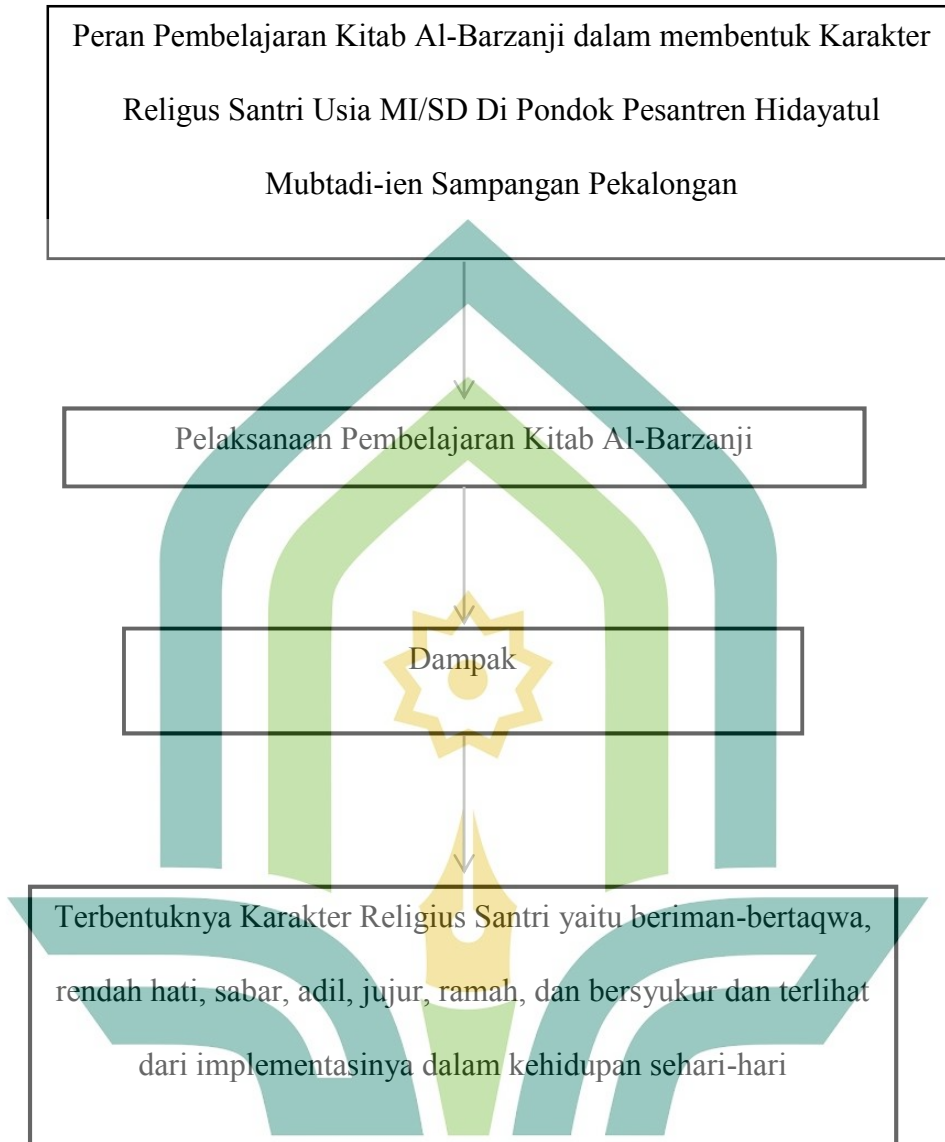 Peran Pembelajaran Kitab Al-Barzanji dalam membentuk Karakter
Religus Santri Usia MI/SD Di Pondok Pesantren Hidayatul
Mubtadi-ien Sampangan Pekalongan
Pelaksanaan Pembelajaran Kitab Al-Barzanji
Dampak
Terbentuknya Karakter Religius Santri yaitu beriman-bertaqwa,
rendah hati, sabar, adil, jujur, ramah, dan bersyukur dan terlihat
dari implementasinya dalam kehidupan sehari-hari